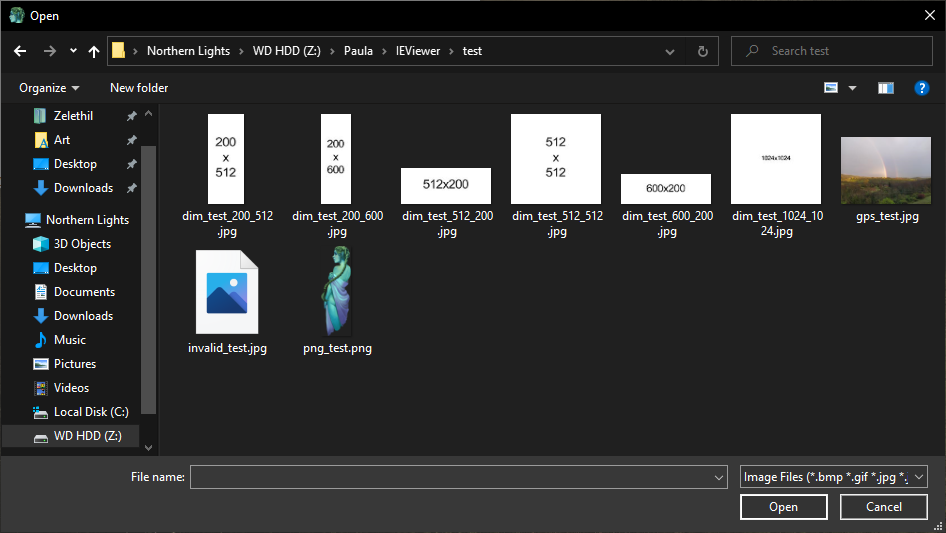 Open
Northern Lights > WD HDD (Z:) > Paula > IEViewer > test
Search test
Organize
New folder
Zelethil
Art
Desktop
Downloads
Northern Lights
3D Objects
Desktop
Documents
Downloads
Music
Pictures
Videos
Local Disk (C:)
WD HDD (Z:)
200
x
512
dim_test_200_512
.jpg
200
x
600
dim_test_200_600
.jpg
512x200
dim_test_512_200
.jpg
512
x
512
dim_test_512_512
.jpg
600x200
dim_test_600_200
.jpg
1024x1024
dim_test_1024_10
24.jpg
gps_test.jpg
invalid_test.jpg
png_test.png
File name:
Image Files (*.bmp *.gif *.jpg *.
Open
Cancel